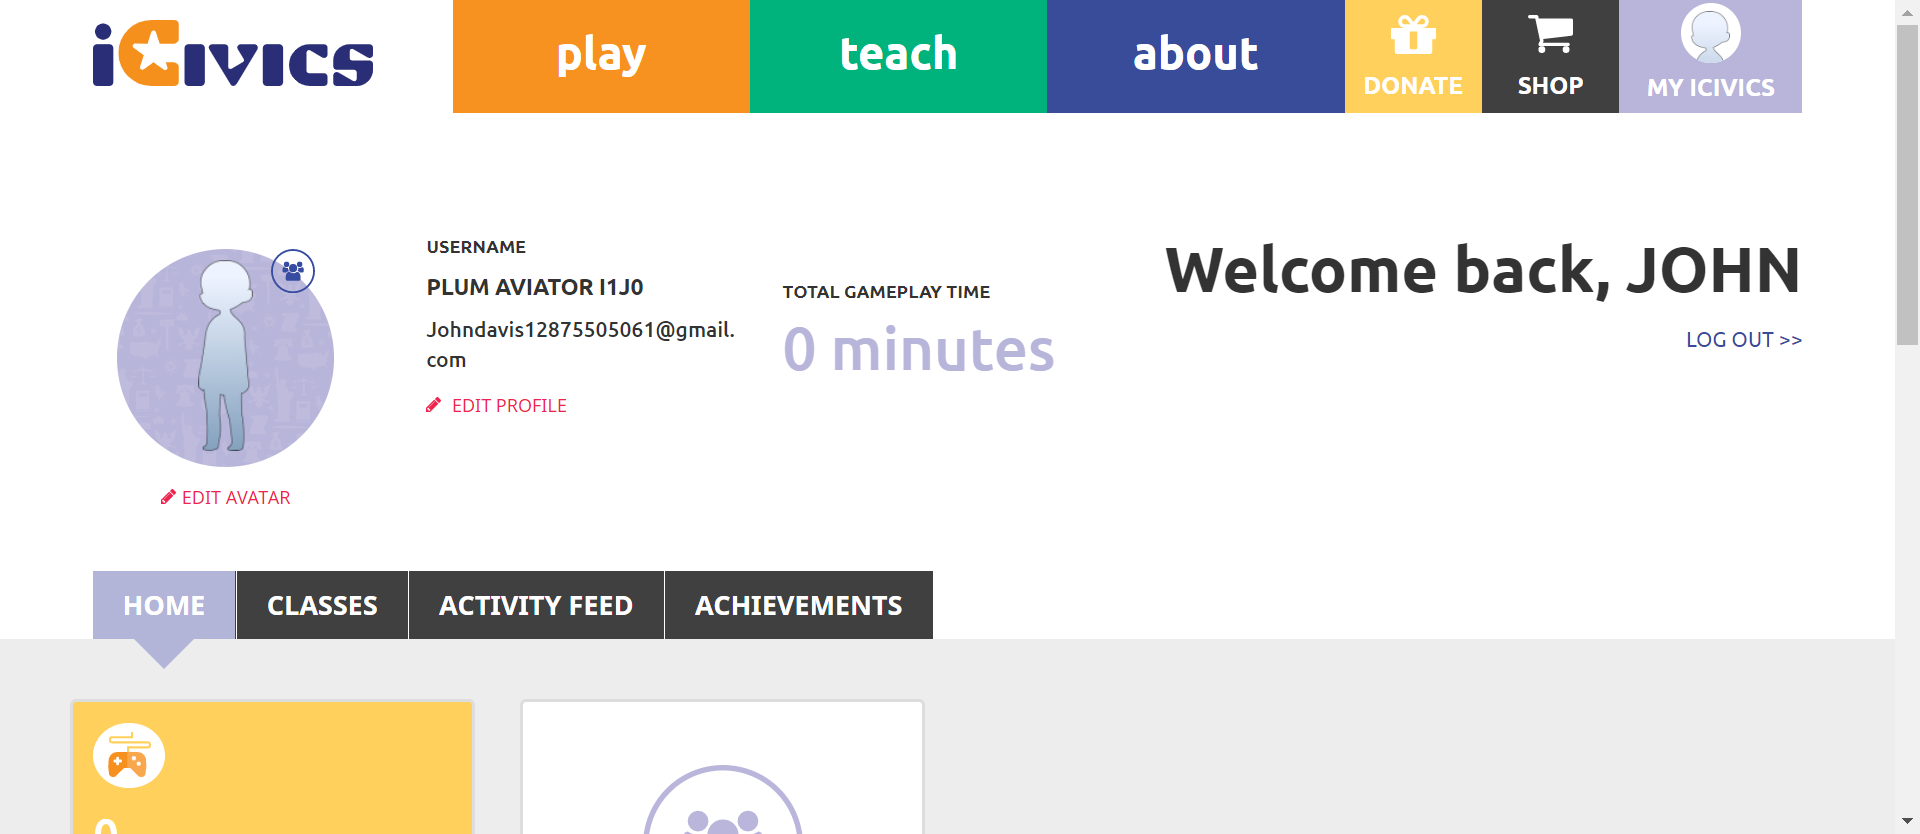 iCivics
play
teach
about
DONATE
SHOP
MY ICIVICS
USERNAME
PLUM AVIATOR I1J0
Johndavis12875505061@gmail.
com
EDIT PROFILE
TOTAL GAMEPLAY TIME
0 minutes
Welcome back, JOHN
LOG OUT >>
EDIT AVATAR
HOME
CLASSES
ACTIVITY FEED
ACHIEVEMENTS